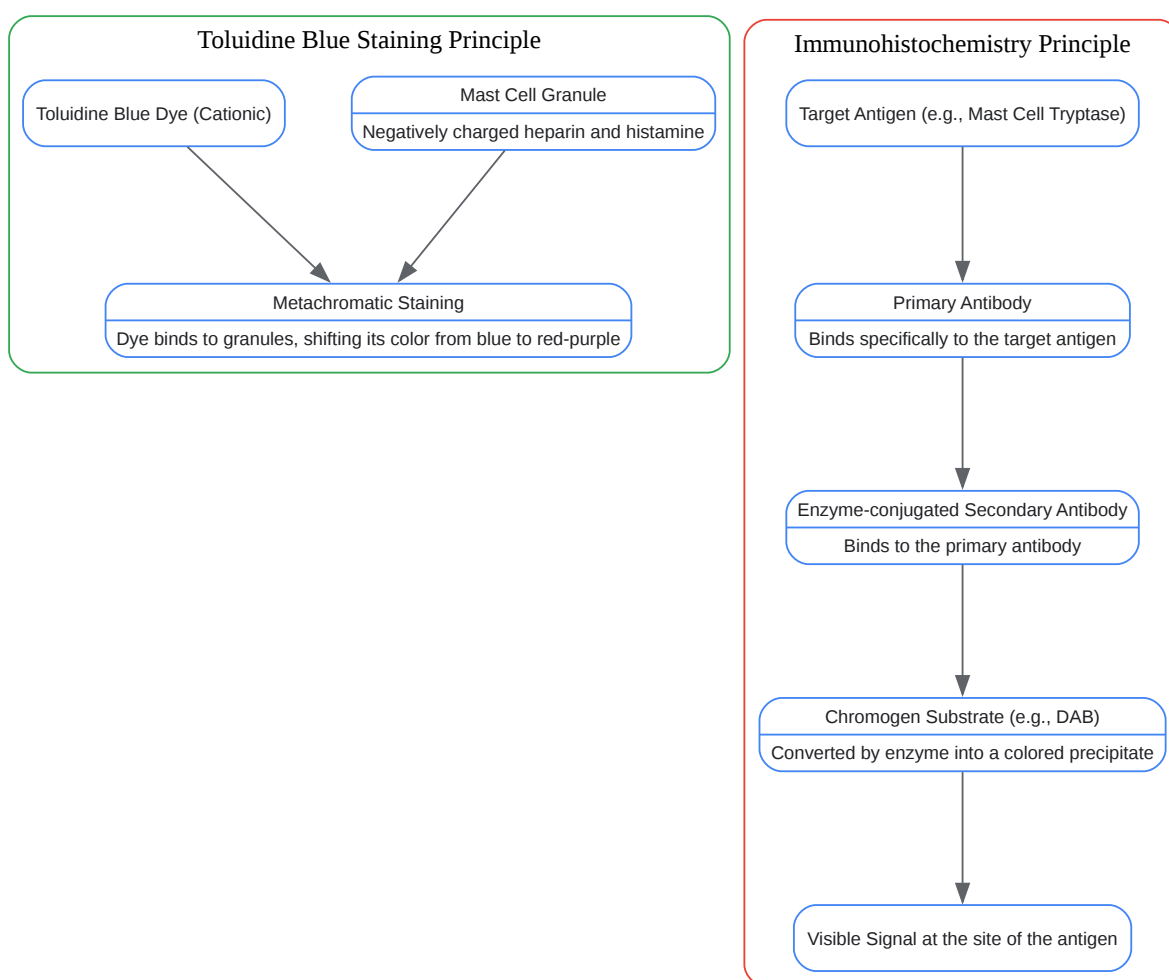 Toluidine Blue Staining Principle
Toluidine Blue Dye (Cationic)
Mast Cell Granule
Negatively charged heparin and histamine
Metachromatic Staining
Dye binds to granules, shifting its color from blue to red-purple
Immunohistochemistry Principle
Target Antigen (e.g., Mast Cell Tryptase)
Primary Antibody
Binds specifically to the target antigen
Enzyme-conjugated Secondary Antibody
Binds to the primary antibody
Chromogen Substrate (e.g., DAB)
Converted by enzyme into a colored precipitate
Visible Signal at the site of the antigen